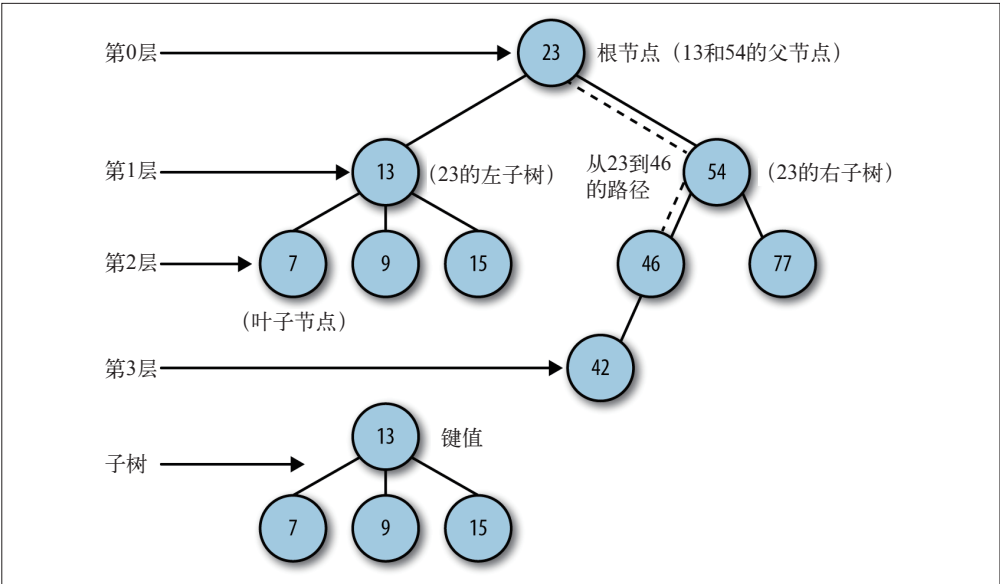 第0层
23
根节点（13和54的父节点）
第1层
13
（23的左子树）
从23到46
的路径
54
（23的右子树）
第2层
7
9
15
46
77
（叶子节点）
第3层
42
13
键值
子树
7
9
15